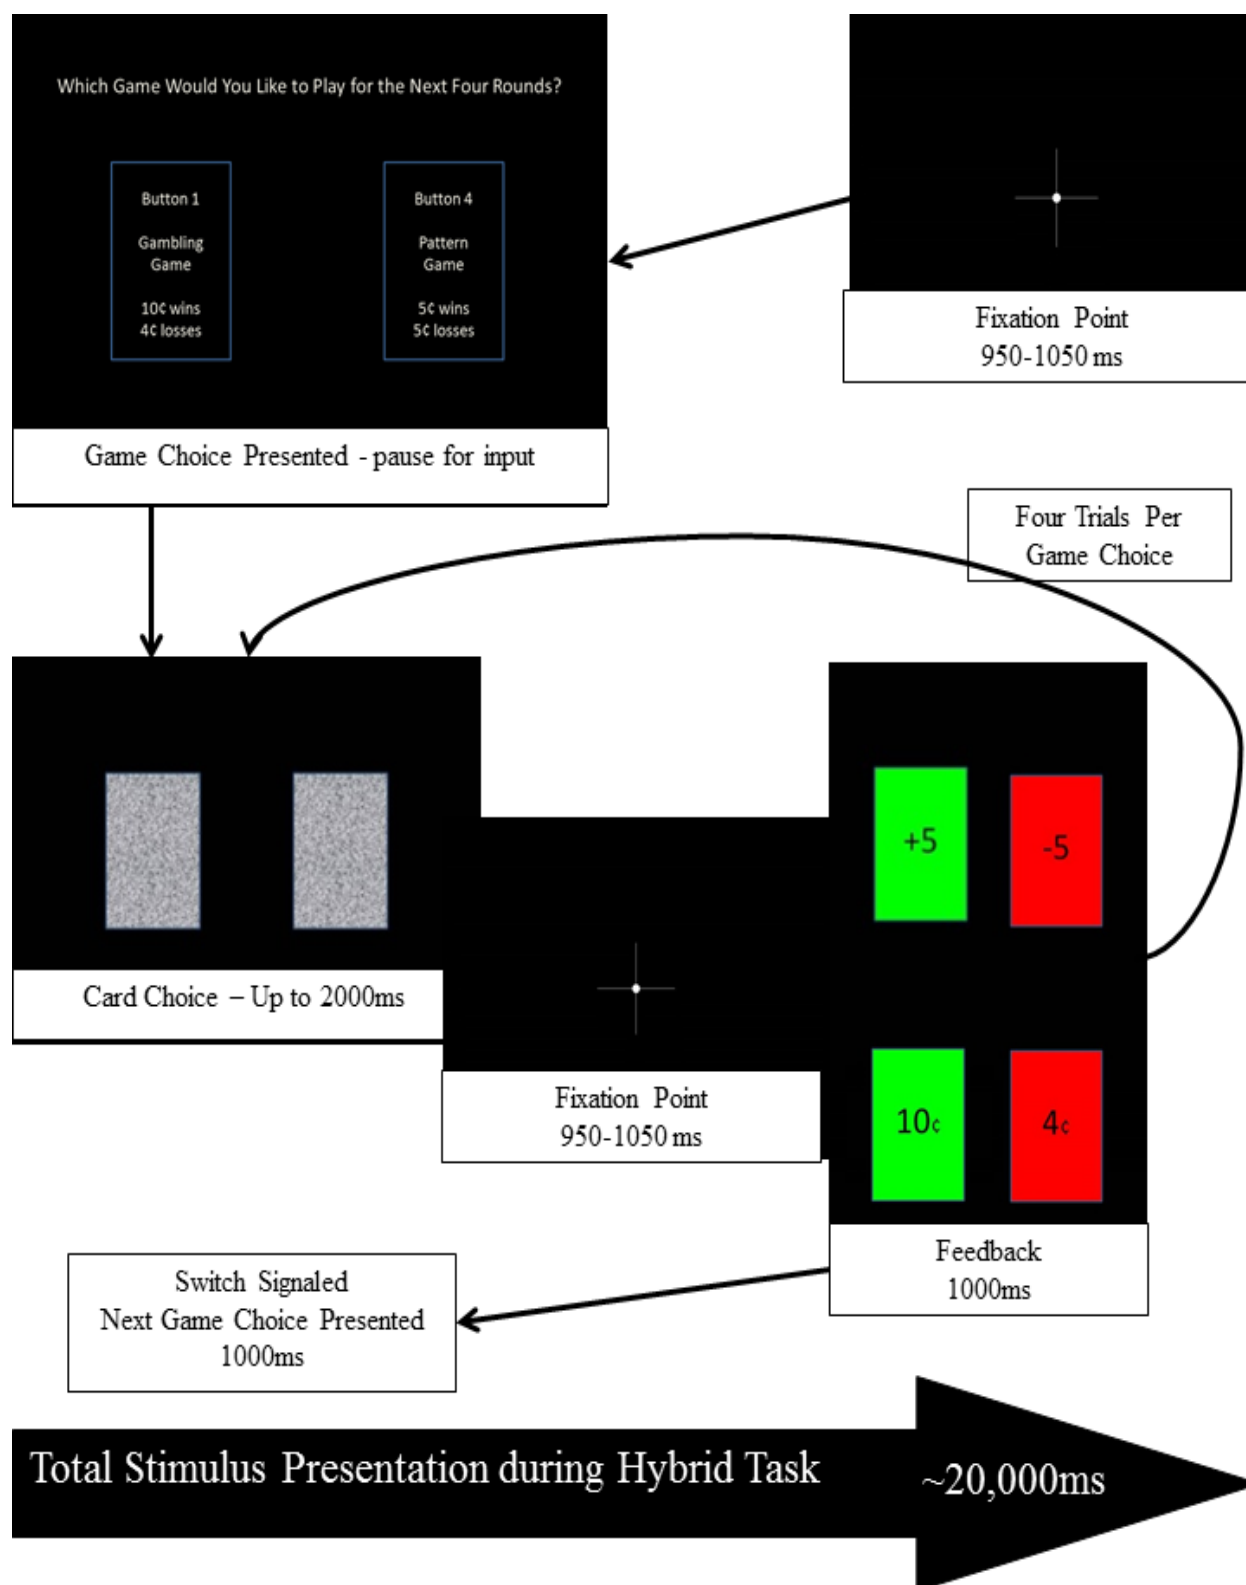 Which Game Would You Like to Play for the Next Four Rounds?
Button 1
Gambling
Game
10¢ wins
4¢ losses
Button 4
Pattern
Game
5¢ wins
5¢ losses
Game Choice Presented - pause for input
Fixation Point
950-1050 ms
Four Trials Per
Game Choice
Card Choice – Up to 2000ms
Fixation Point
950-1050 ms
+5
-5
10¢
4¢
Feedback
1000ms
Switch Signaled
Next Game Choice Presented
1000ms
Total Stimulus Presentation during Hybrid Task
~20,000ms